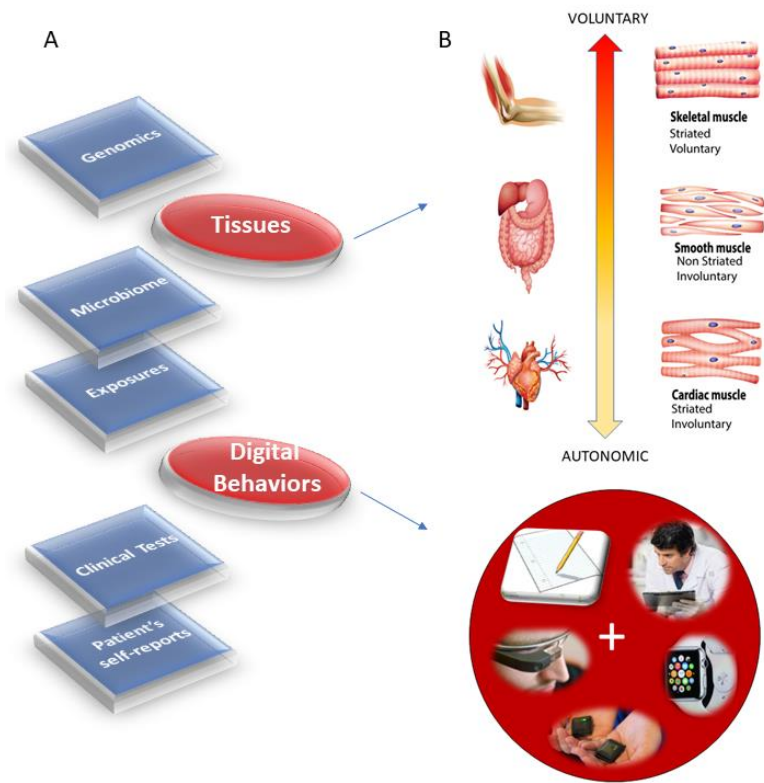 A
Genomics
Tissues
Microbiome
Exposures
Digital
Behaviors
Clinical Tests
Patient's
self-reports
B
VOLUNTARY
Skeletal muscle
Striated
Voluntary
Smooth muscle
Non Striated
Involuntary
Cardiac muscle
Striated
Involuntary
AUTONOMIC
+